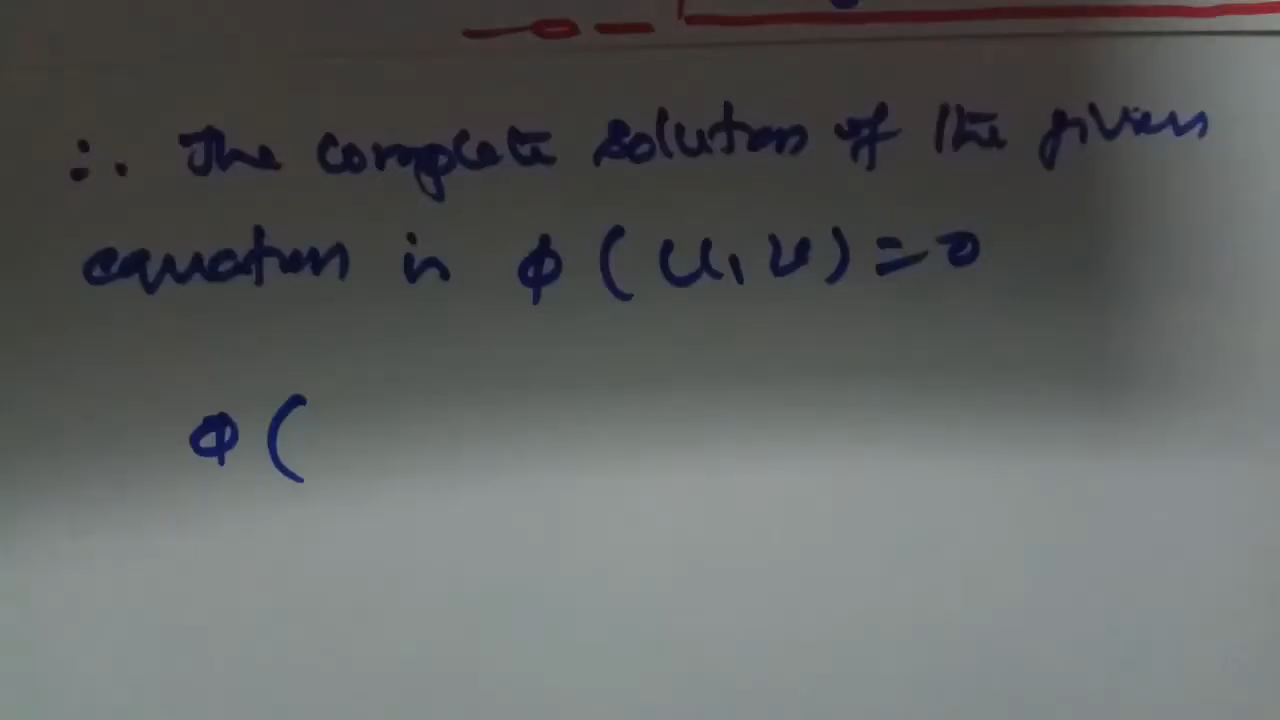 ∴ The complete solution of the given
equation is ϕ (u, v) = 0
ϕ (